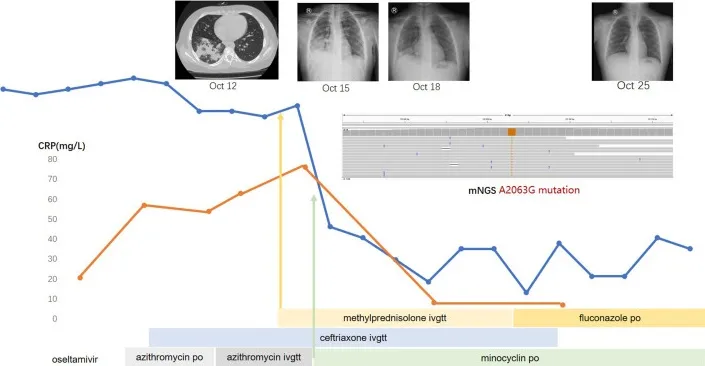 Oct 12
Oct 15
Oct 18
Oct 25
mNGS A2063G mutation
CRP(mg/L)
80
70
60
50
40
30
20
10
0
methylprednisolone ivgtt
fluconazole po
ceftriaxone ivgtt
oseltamivir
azithromycin po
azithromycin ivgtt
minocyclin po